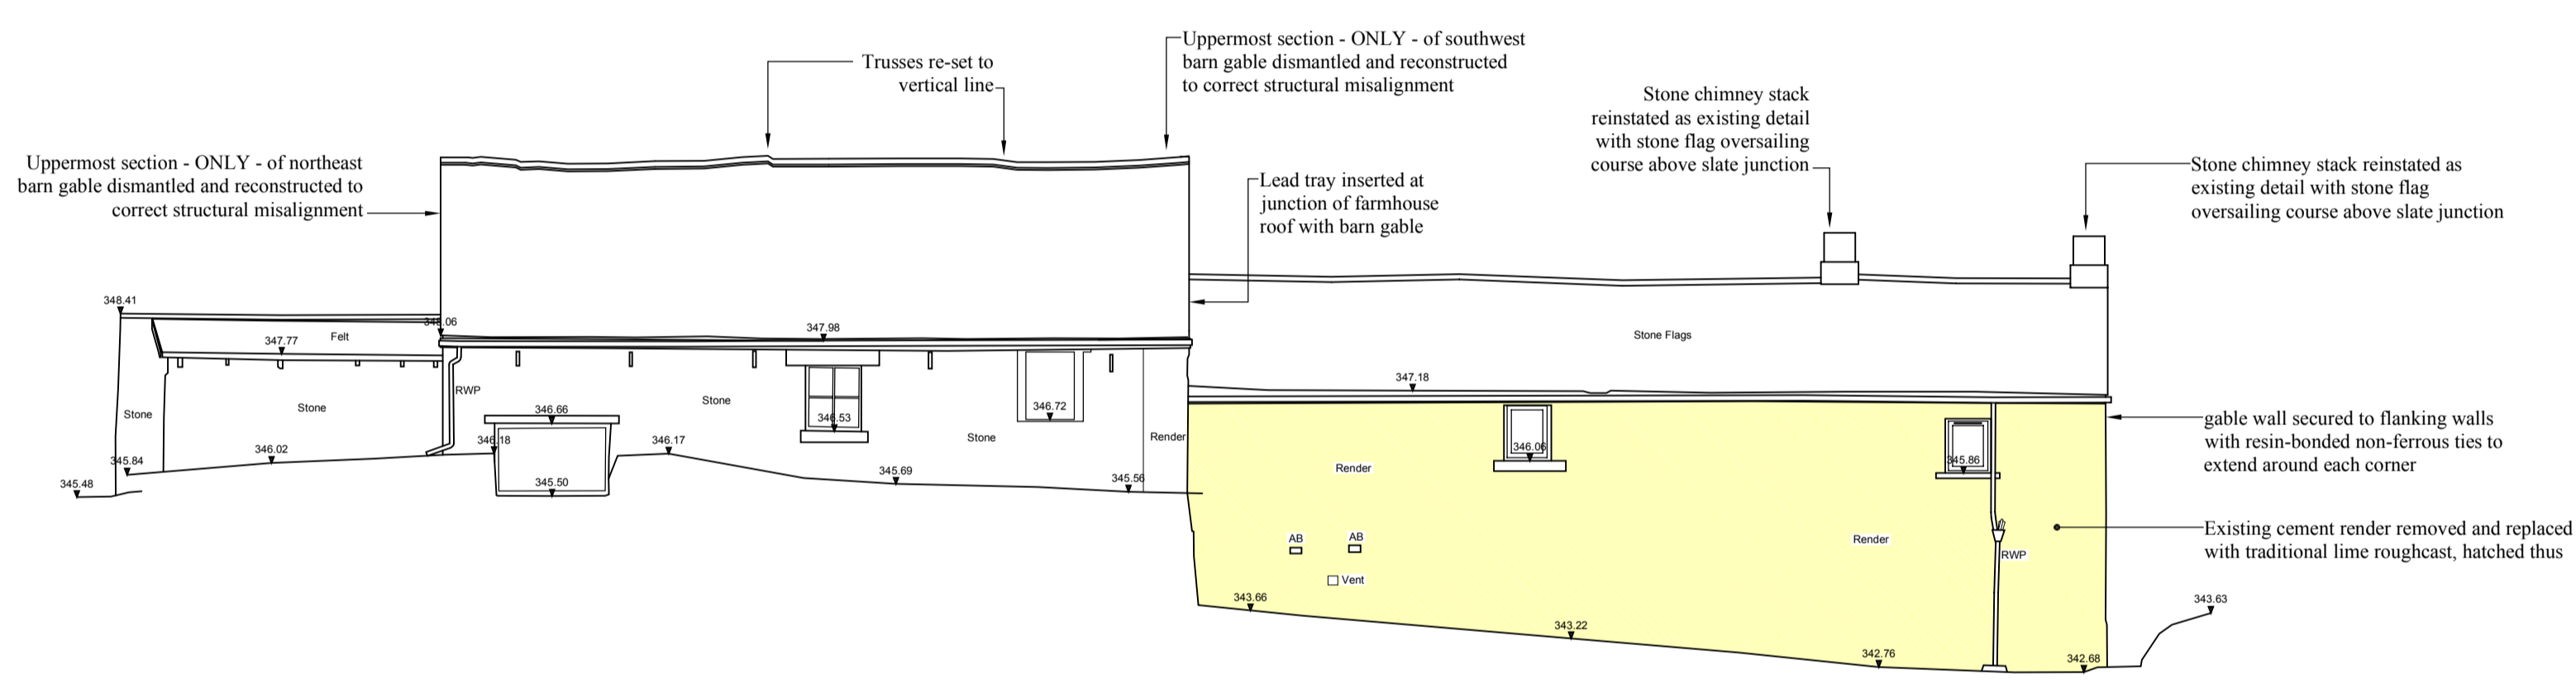 Uppermost section - ONLY - of southwest
barn gable dismantled and reconstructed
to correct structural misalignment
Trusses re-set to
vertical line
Stone chimney stack
reinstated as existing detail
with stone flag oversailing
course above slate junction
Uppermost section - ONLY - of northeast
barn gable dismantled and reconstructed to
correct structural misalignment
Lead tray inserted at
junction of farmhouse
roof with barn gable
Stone chimney stack reinstated as
existing detail with stone flag
oversailing course above slate junction
348.41
348.06
347.98
347.77
Felt
Stone Flags
347.18
RWP
Stone
Stone
Stone
Stone
Render
346.66
346.53
346.72
346.18
346.17
346.02
345.84
345.48
345.50
345.69
345.56
346.06
345.86
Render
Render
AB
AB
Vent
RWP
343.66
343.22
342.76
342.68
343.63
gable wall secured to flanking walls
with resin-bonded non-ferrous ties to
extend around each corner
Existing cement render removed and replaced
with traditional lime roughcast, hatched thus